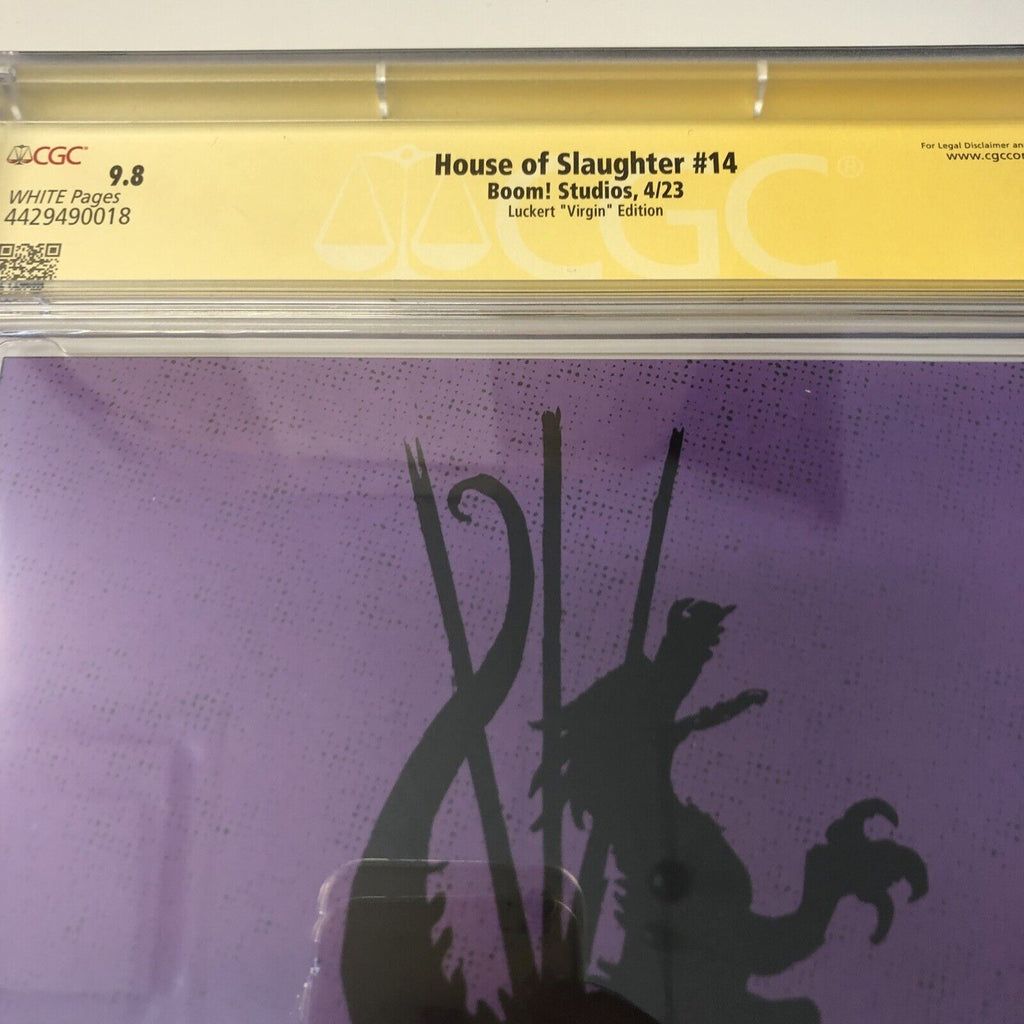 CGC
9.8
WHITE Pages
4429490018
House of Slaughter #14
Boom! Studios, 4/23
Luckert "Virgin" Edition
For Legal Disclaimer an
www.cgccor
CGC®